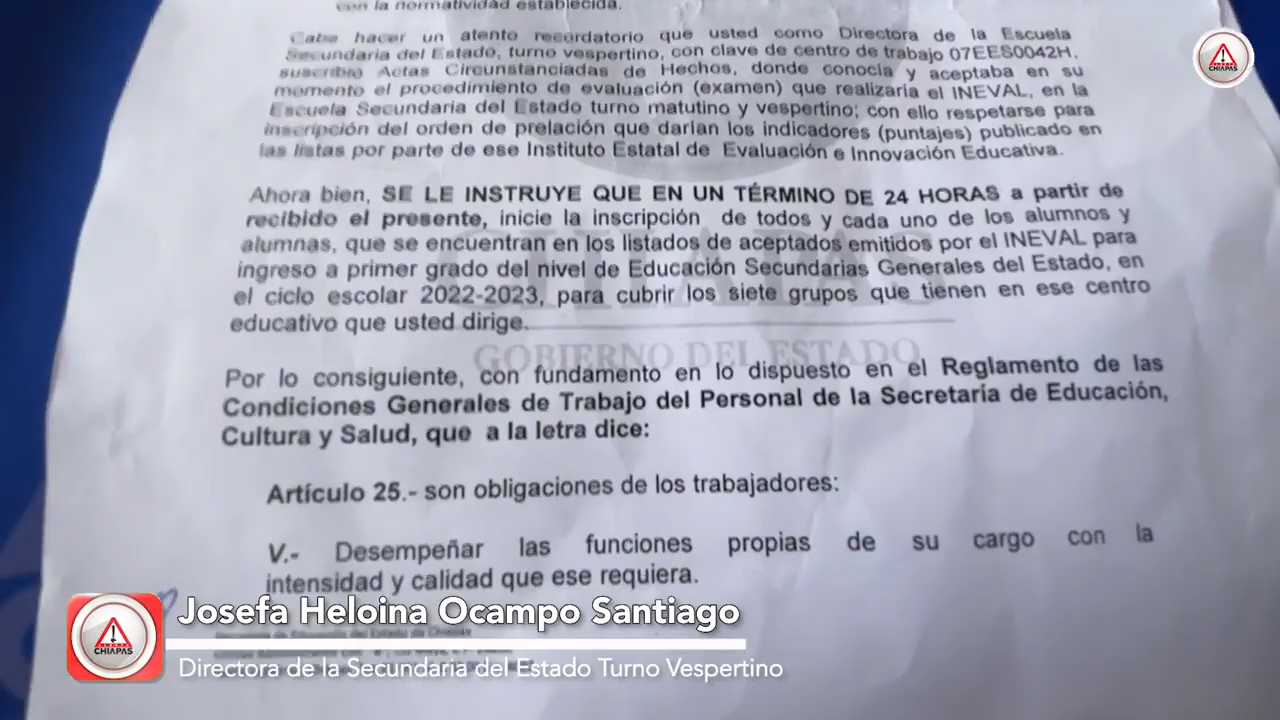 con la normatividad establecida.
Cabe hacer un atento recordatorio que usted como Directora de la Escuela
Secundaria del Estado, turno vespertino, con clave de centro de trabajo 07EES0042H,
suscribió Actas Circunstanciadas de Hechos, donde conocía y aceptaba en su
momento el procedimiento de evaluación (examen) que realizaría el INEVAL, en la
Escuela Secundaria del Estado turno matutino y vespertino; con ello respetarse para
inscripción del orden de prelación que darían los indicadores (puntajes) publicado en
las listas por parte de ese Instituto Estatal de Evaluación e Innovación Educativa.
Ahora bien, SE LE INSTRUYE QUE EN UN TÉRMINO DE 24 HORAS a partir de
recibido el presente, inicie la inscripción de todos y cada uno de los alumnos y
alumnas, que se encuentran en los listados de aceptados emitidos por el INEVAL para
ingreso a primer grado del nivel de Educación Secundarias Generales del Estado, en
el ciclo escolar 2022-2023, para cubrir los siete grupos que tienen en ese centro
educativo que usted dirige.
CHIAPAS
GOBIERNO DEL ESTADO
Por lo consiguiente, con fundamento en lo dispuesto en el Reglamento de las
Condiciones Generales de Trabajo del Personal de la Secretaría de Educación,
Cultura y Salud, que a la letra dice:
Artículo 25.- son obligaciones de los trabajadores:
V.- Desempeñar las funciones propias de su cargo con la
intensidad y calidad que ese requiera.
Josefa Heloina Ocampo Santiago
Directora de la Secundaria del Estado Turno Vespertino
CHIAPAS
CHIAPAS